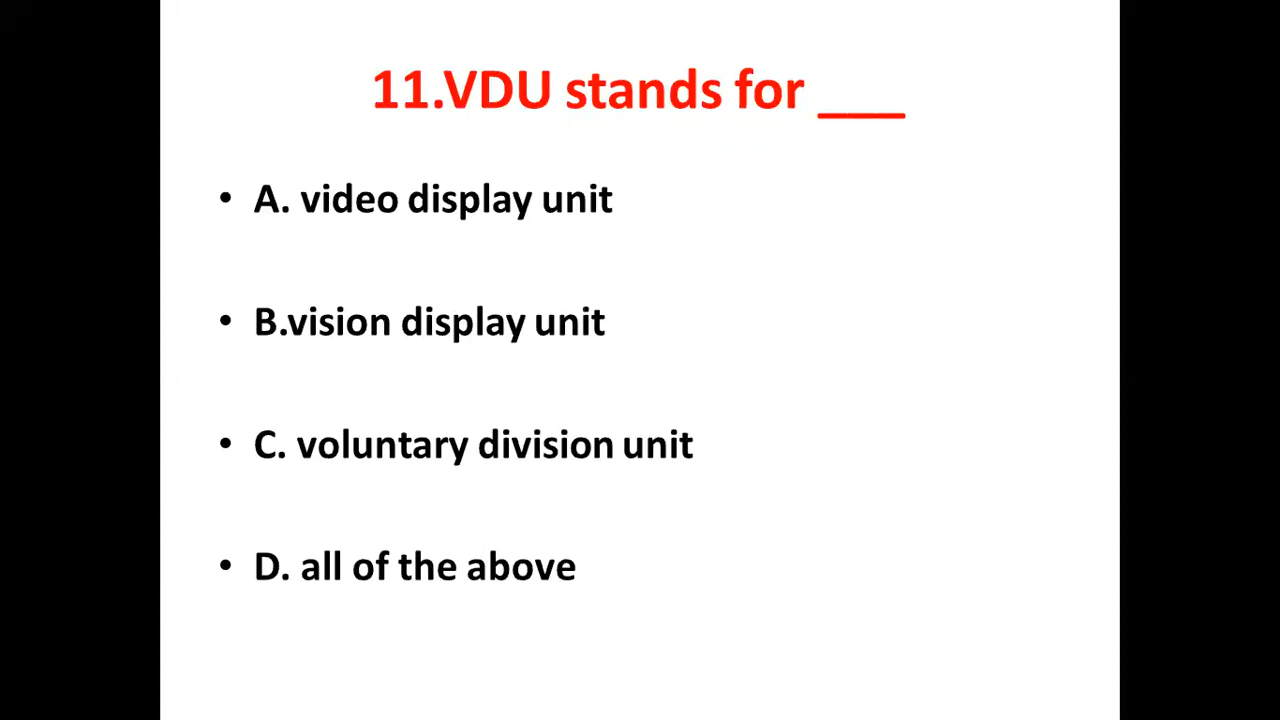 11.VDU stands for ___
• A. video display unit
• B.vision display unit
• C. voluntary division unit
• D. all of the above